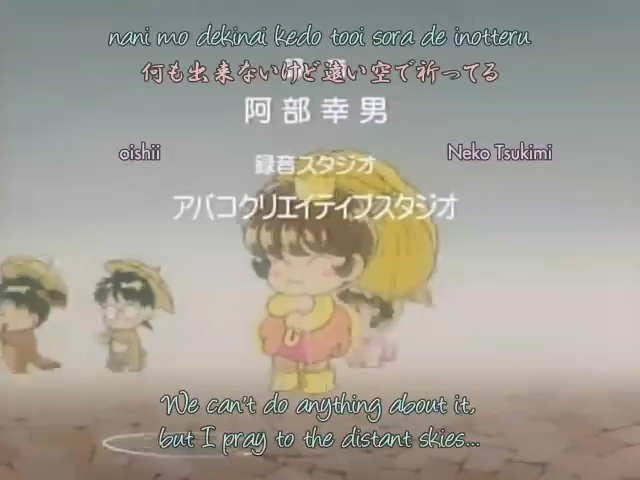 nani mo dekinai kedo tooi sora de inotteru
何も出来ないけど遠い空で祈ってる
阿部幸男
oishii
Neko Tsukimi
録音スタジオ
アバコクリエイティブスタジオ
We can't do anything about it,
but I pray to the distant skies...